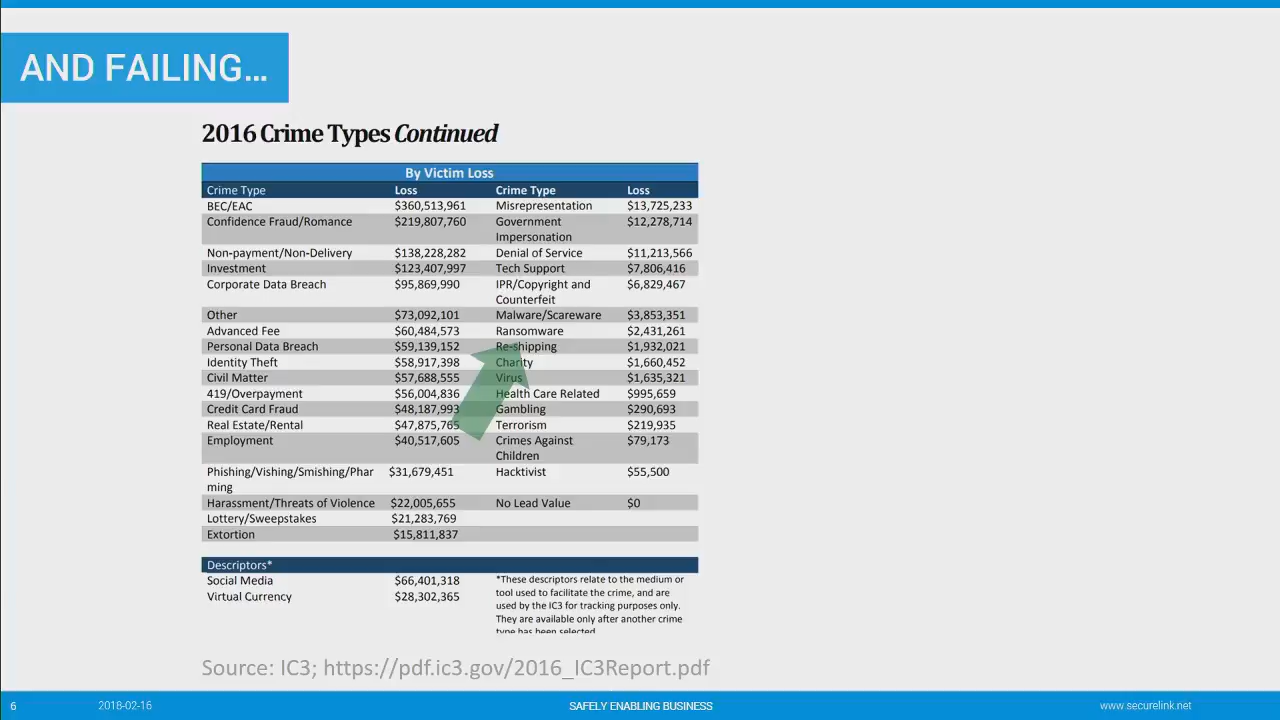 AND FAILING...
2016 Crime Types Continued
By Victim Loss
Crime Type Loss Crime Type Loss
BEC/EAC $360,513,961 Misrepresentation $13,725,233
Confidence Fraud/Romance $219,807,760 Government $12,278,714
Impersonation
Non-payment/Non-Delivery $138,228,282 Denial of Service $11,213,566
Investment $123,407,997 Tech Support $7,806,416
Corporate Data Breach $95,869,990 IPR/Copyright and $6,829,467
Counterfeit
Other $73,092,101 Malware/Scareware $3,853,351
Advanced Fee $60,484,573 Ransomware $2,431,261
Personal Data Breach $59,139,152 Re-shipping $1,932,021
Identity Theft $58,917,398 Charity $1,660,452
Civil Matter $57,688,555 Virus $1,635,321
419/Overpayment $56,004,836 Health Care Related $995,659
Credit Card Fraud $48,187,993 Gambling $290,693
Real Estate/Rental $47,875,765 Terrorism $219,935
Employment $40,517,605 Crimes Against $79,173
Children
Phishing/Vishing/Smishing/Phar $31,679,451 Hacktivist $55,500
ming
Harassment/Threats of Violence $22,005,655 No Lead Value $0
Lottery/Sweepstakes $21,283,769
Extortion $15,811,837
Descriptors*
Social Media $66,401,318 *These descriptors relate to the medium or
tool used to facilitate the crime, and are
Virtual Currency $28,302,365 used by the IC3 for tracking purposes only.
They are available only after another crime
type has been selected
Source: IC3; https://pdf.ic3.gov/2016_IC3Report.pdf
6 2018-02-16 SAFELY ENABLING BUSINESS www.securelink.net